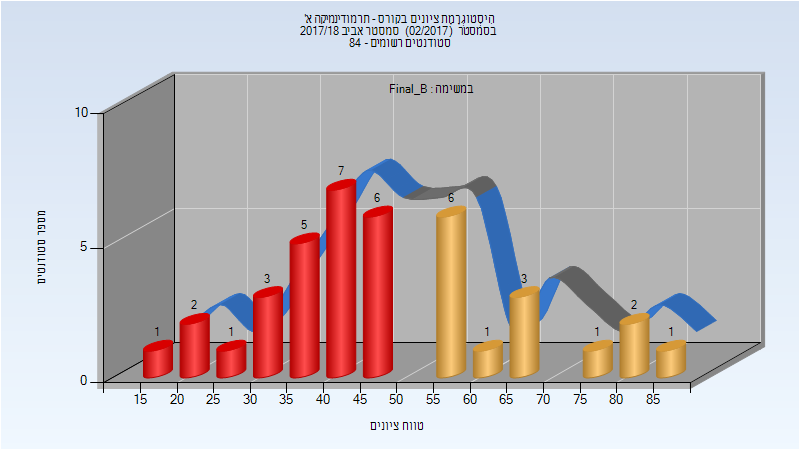 היסטוגרמת ציונים בקורס - תרמודינמיקה א'
בסמסטר (02/2017) סמסטר אביב 2017/18
סטודנטים רשומים - 84
במשימה : Final_B
מספר סטודנטים
10
5
0
1
2
1
3
5
7
6
6
1
3
1
2
1
15 20 25 30 35 40 45 50 55 60 65 70 75 80 85
טווח ציונים